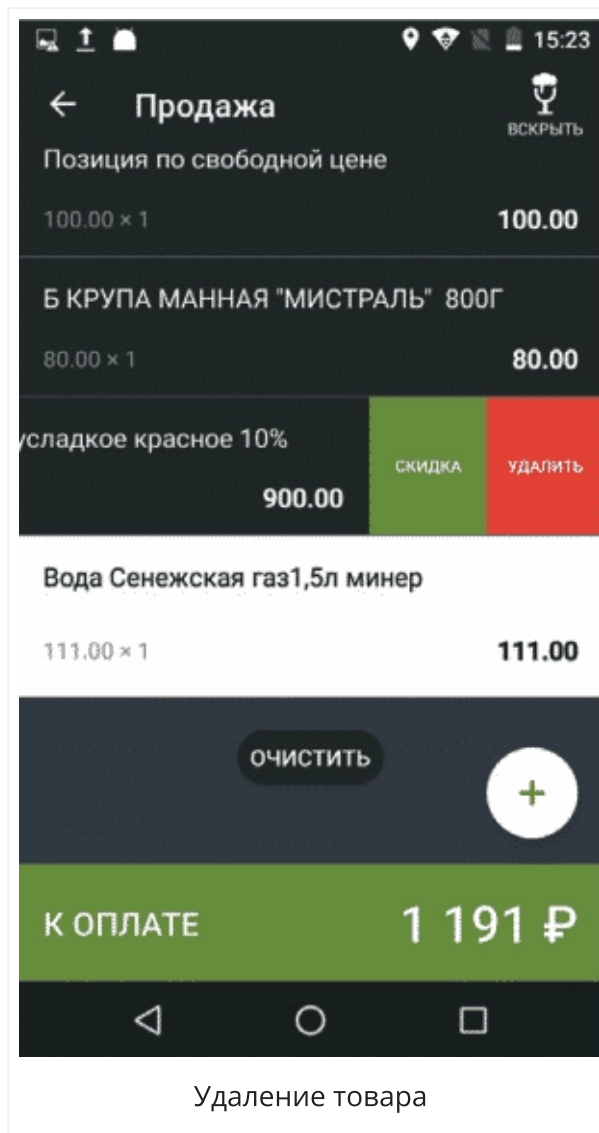 15:23
Продажа
ВСКРЫТЬ
Позиция по свободной цене
100.00 × 1 100.00
Б КРУПА МАННАЯ "МИСТРАЛЬ" 800Г
80.00 × 1 80.00
усладкое красное 10%
900.00
СКИДКА УДАЛИТЬ
Вода Сенежская газ1,5л минер
111.00 × 1 111.00
ОЧИСТИТЬ
+
К ОПЛАТЕ 1 191 ₽
Удаление товара